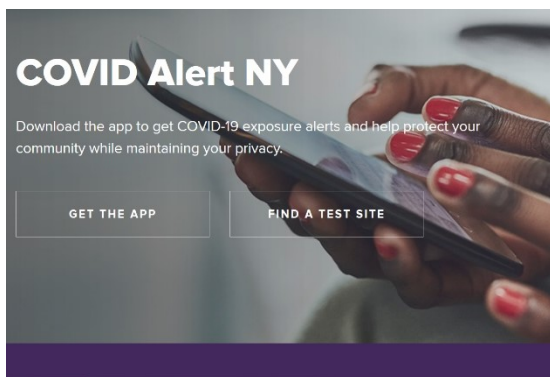 COVID Alert NY
Download the app to get COVID-19 exposure alerts and help protect your
community while maintaining your privacy.
GET THE APP
FIND A TEST SITE